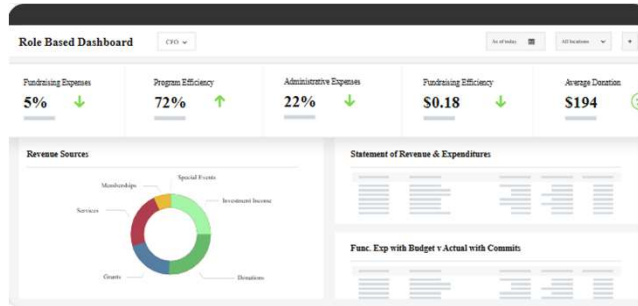 Role Based Dashboard
CFO
As of today
All locations
Fundraising Expenses
5%
Program Efficiency
72%
Administrative Expenses
22%
Fundraising Efficiency
$0.18
Average Donation
$194
Revenue Sources
Special Events
Memberships
Investment Income
Services
Grants
Donations
Statement of Revenue & Expenditures
Func. Exp with Budget v Actual with Commits